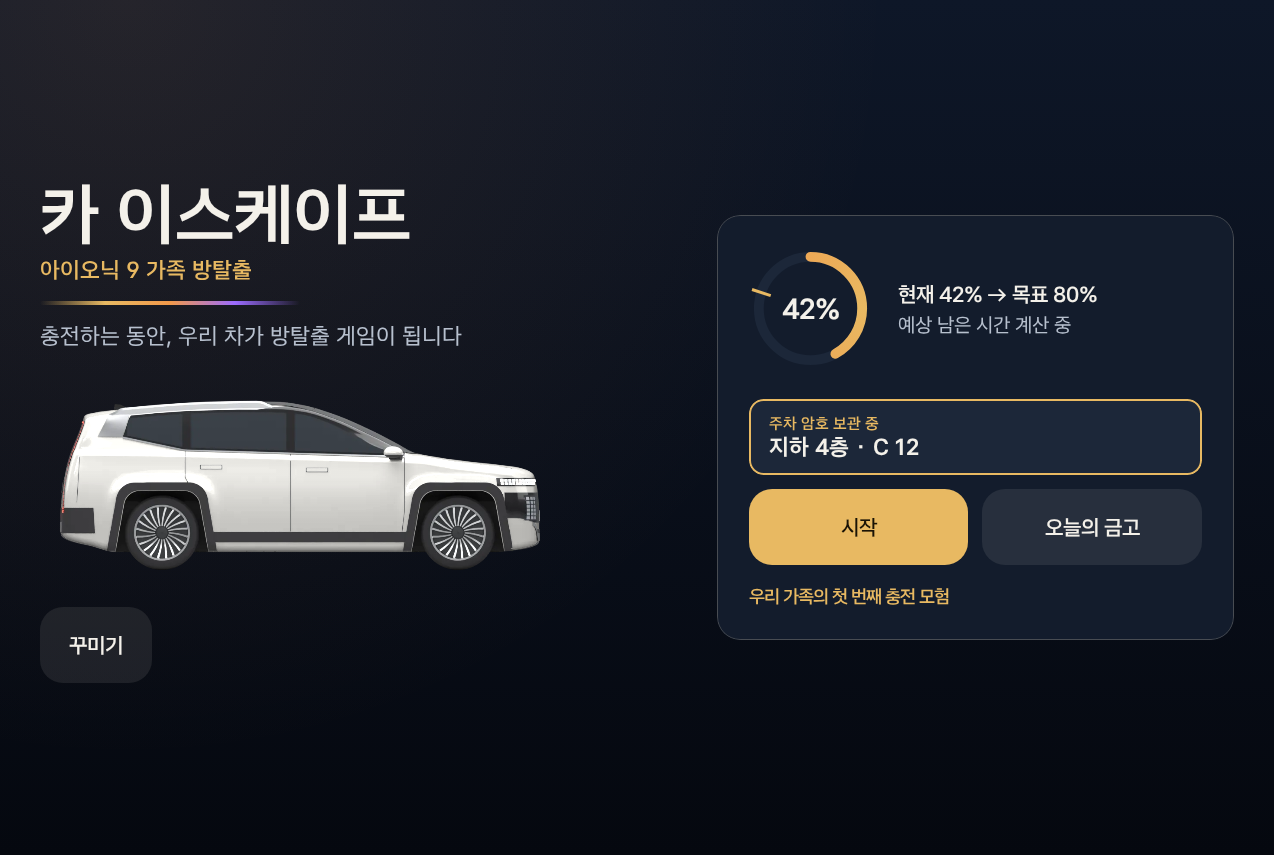 카 이스케이프
아이오닉 9 가족 방탈출
충전하는 동안, 우리 차가 방탈출 게임이 됩니다
꾸미기
42%
현재 42% → 목표 80%
예상 남은 시간 계산 중
주차 암호 보관 중
지하 4층 · C 12
시작
오늘의 금고
우리 가족의 첫 번째 충전 모험